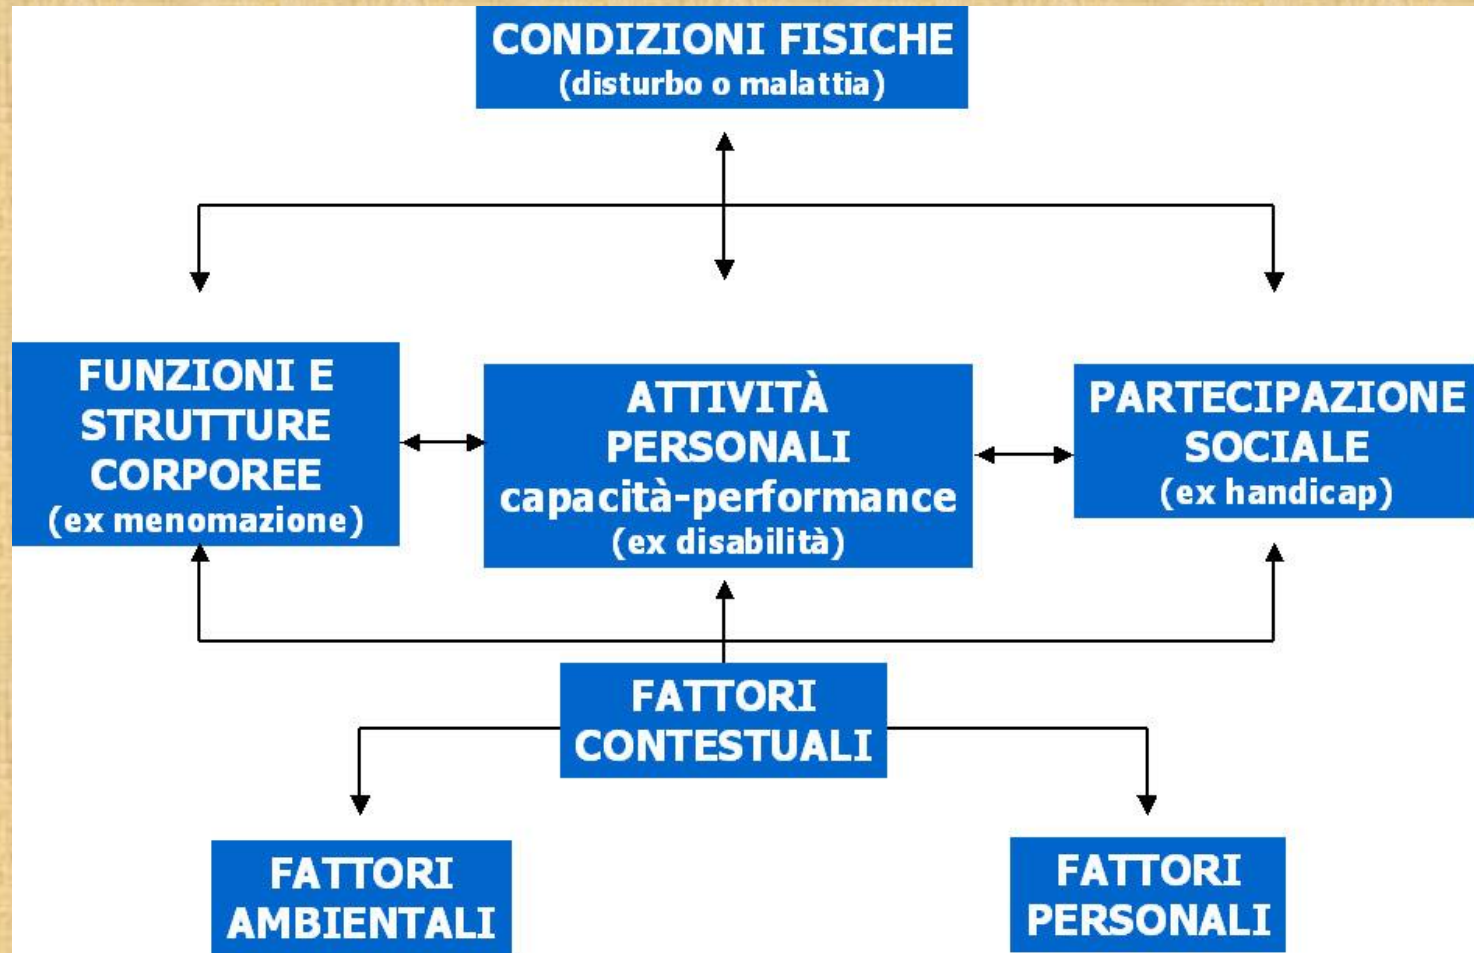 CONDIZIONI FISICHE
(disturbo o malattia)
FUNZIONI E
STRUTTURE
CORPOREE
(ex menomazione)
ATTIVITÀ
PERSONALI
capacità-performance
(ex disabilità)
PARTECIPAZIONE
SOCIALE
(ex handicap)
FATTORI
CONTESTUALI
FATTORI
AMBIENTALI
FATTORI
PERSONALI